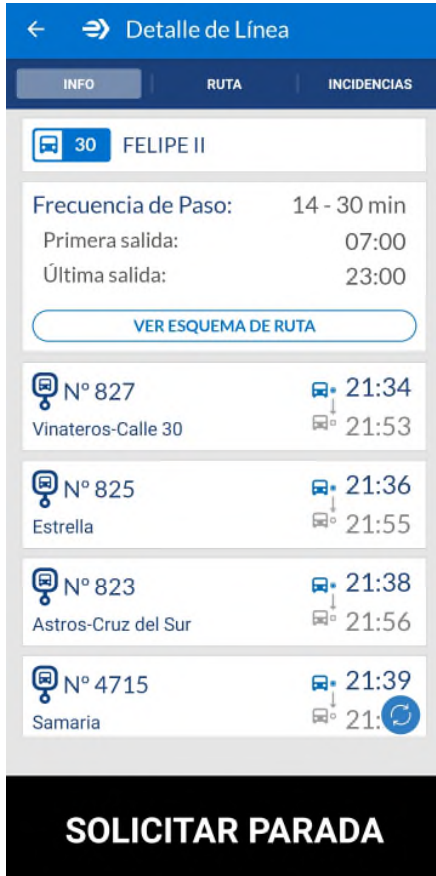 Detalle de Línea
INFO RUTA INCIDENCIAS
30 FELIPE II
Frecuencia de Paso: 14 - 30 min
Primera salida: 07:00
Última salida: 23:00
VER ESQUEMA DE RUTA
Nº 827 21:34
Vinateros-Calle 30 21:53
Nº 825 21:36
Estrella 21:55
Nº 823 21:38
Astros-Cruz del Sur 21:56
Nº 4715 21:39
Samaria 21:
SOLICITAR PARADA